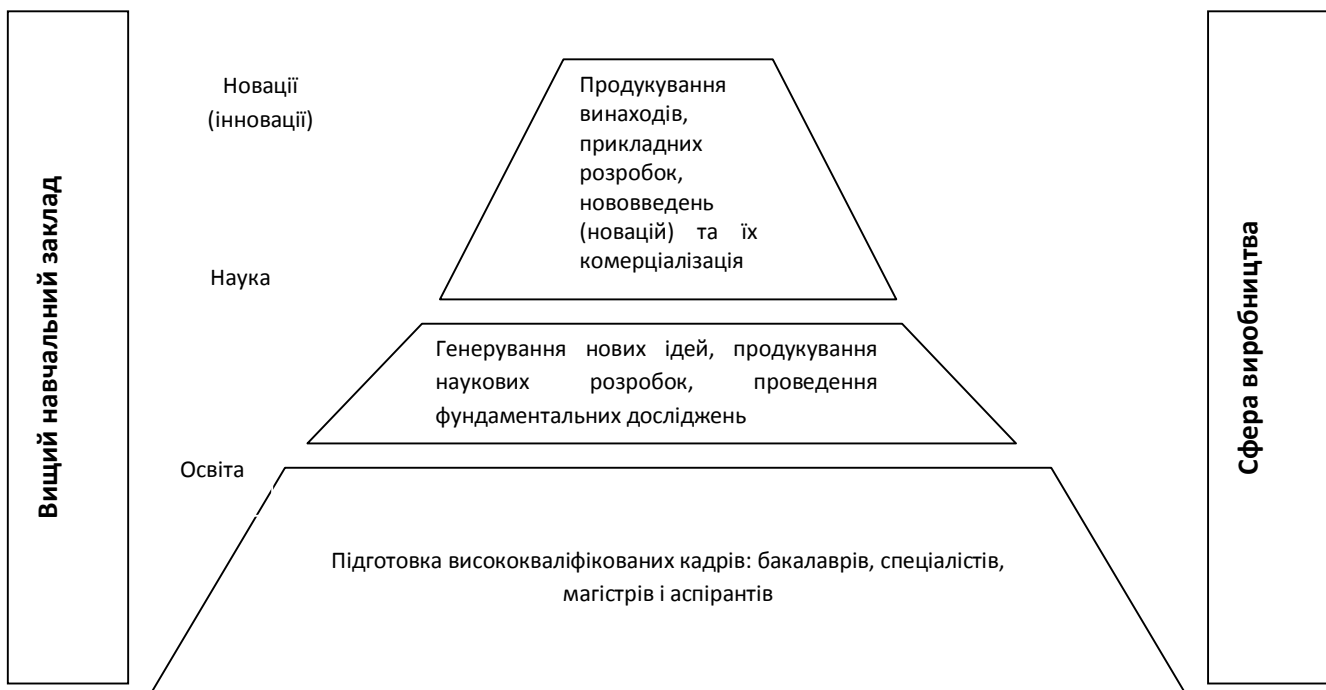 Вищий навчальний заклад
Новації
(інновації)
Продукування
винаходів,
прикладних
розробок,
нововведень
(новацій) та їх
комерціалізація
Наука
Генерування нових ідей, продукування
наукових розробок, проведення
фундаментальних досліджень
Освіта
Підготовка висококваліфікованих кадрів: бакалаврів, спеціалістів,
магістрів і аспірантів
Сфера виробництва